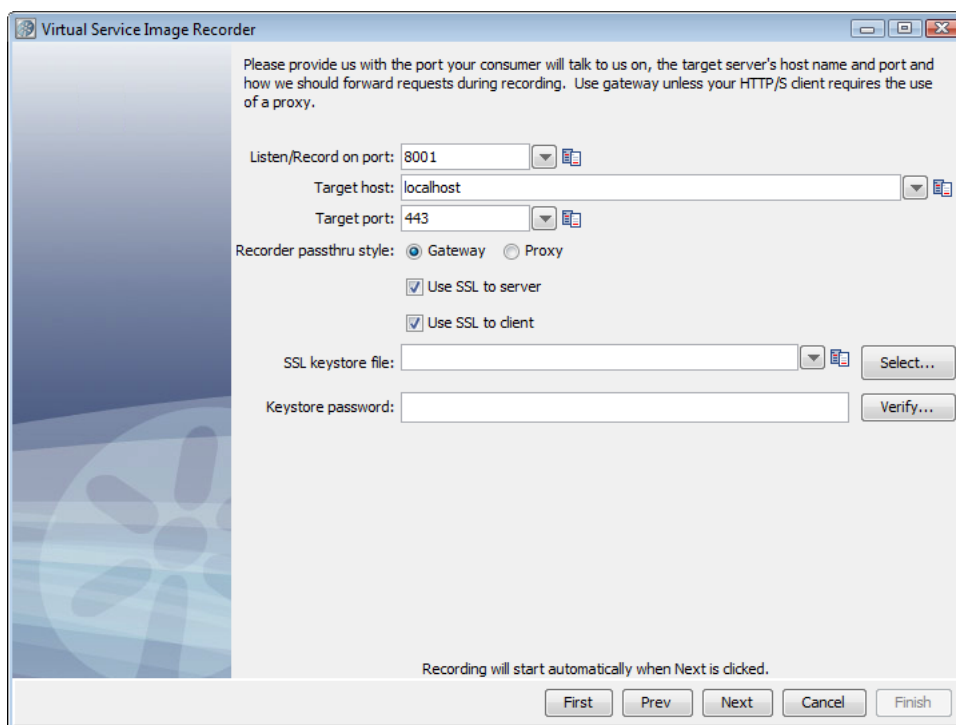 Virtual Service Image Recorder
Please provide us with the port your consumer will talk to us on, the target server's host name and port and
how we should forward requests during recording. Use gateway unless your HTTP/S client requires the use
of a proxy.
Listen/Record on port: 8001
Target host: localhost
Target port: 443
Recorder passthru style: Gateway Proxy
Use SSL to server
Use SSL to client
SSL keystore file: Select...
Keystore password: Verify...
Recording will start automatically when Next is clicked.
First Prev Next Cancel Finish